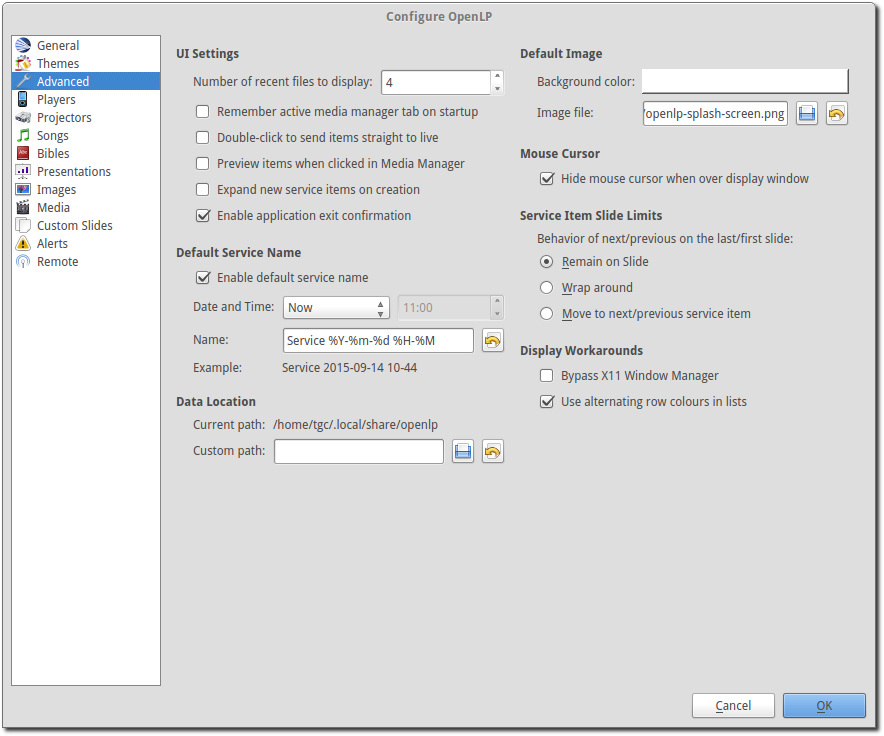 Configure OpenLP
General
Themes
Advanced
Players
Projectors
Songs
Bibles
Presentations
Images
Media
Custom Slides
Alerts
Remote
UI Settings
Number of recent files to display: 4
Remember active media manager tab on startup
Double-click to send items straight to live
Preview items when clicked in Media Manager
Expand new service items on creation
Enable application exit confirmation
Default Service Name
Enable default service name
Date and Time: Now 11:00
Name: Service %Y-%m-%d %H-%M
Example: Service 2015-09-14 10-44
Data Location
Current path: /home/tgc/.local/share/openlp
Custom path:
Default Image
Background color:
Image file: /openlp-splash-screen.png
Mouse Cursor
Hide mouse cursor when over display window
Service Item Slide Limits
Behavior of next/previous on the last/first slide:
Remain on Slide
Wrap around
Move to next/previous service item
Display Workarounds
Bypass X11 Window Manager
Use alternating row colours in lists
Cancel
OK